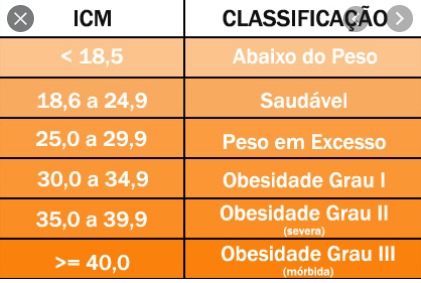 ICM CLASSIFICAÇÃO
< 18,5 Abaixo do Peso
18,6 a 24,9 Saudável
25,0 a 29,9 Peso em Excesso
30,0 a 34,9 Obesidade Grau I
35,0 a 39,9 Obesidade Grau II
(severa)
>= 40,0 Obesidade Grau III
(mórbida)